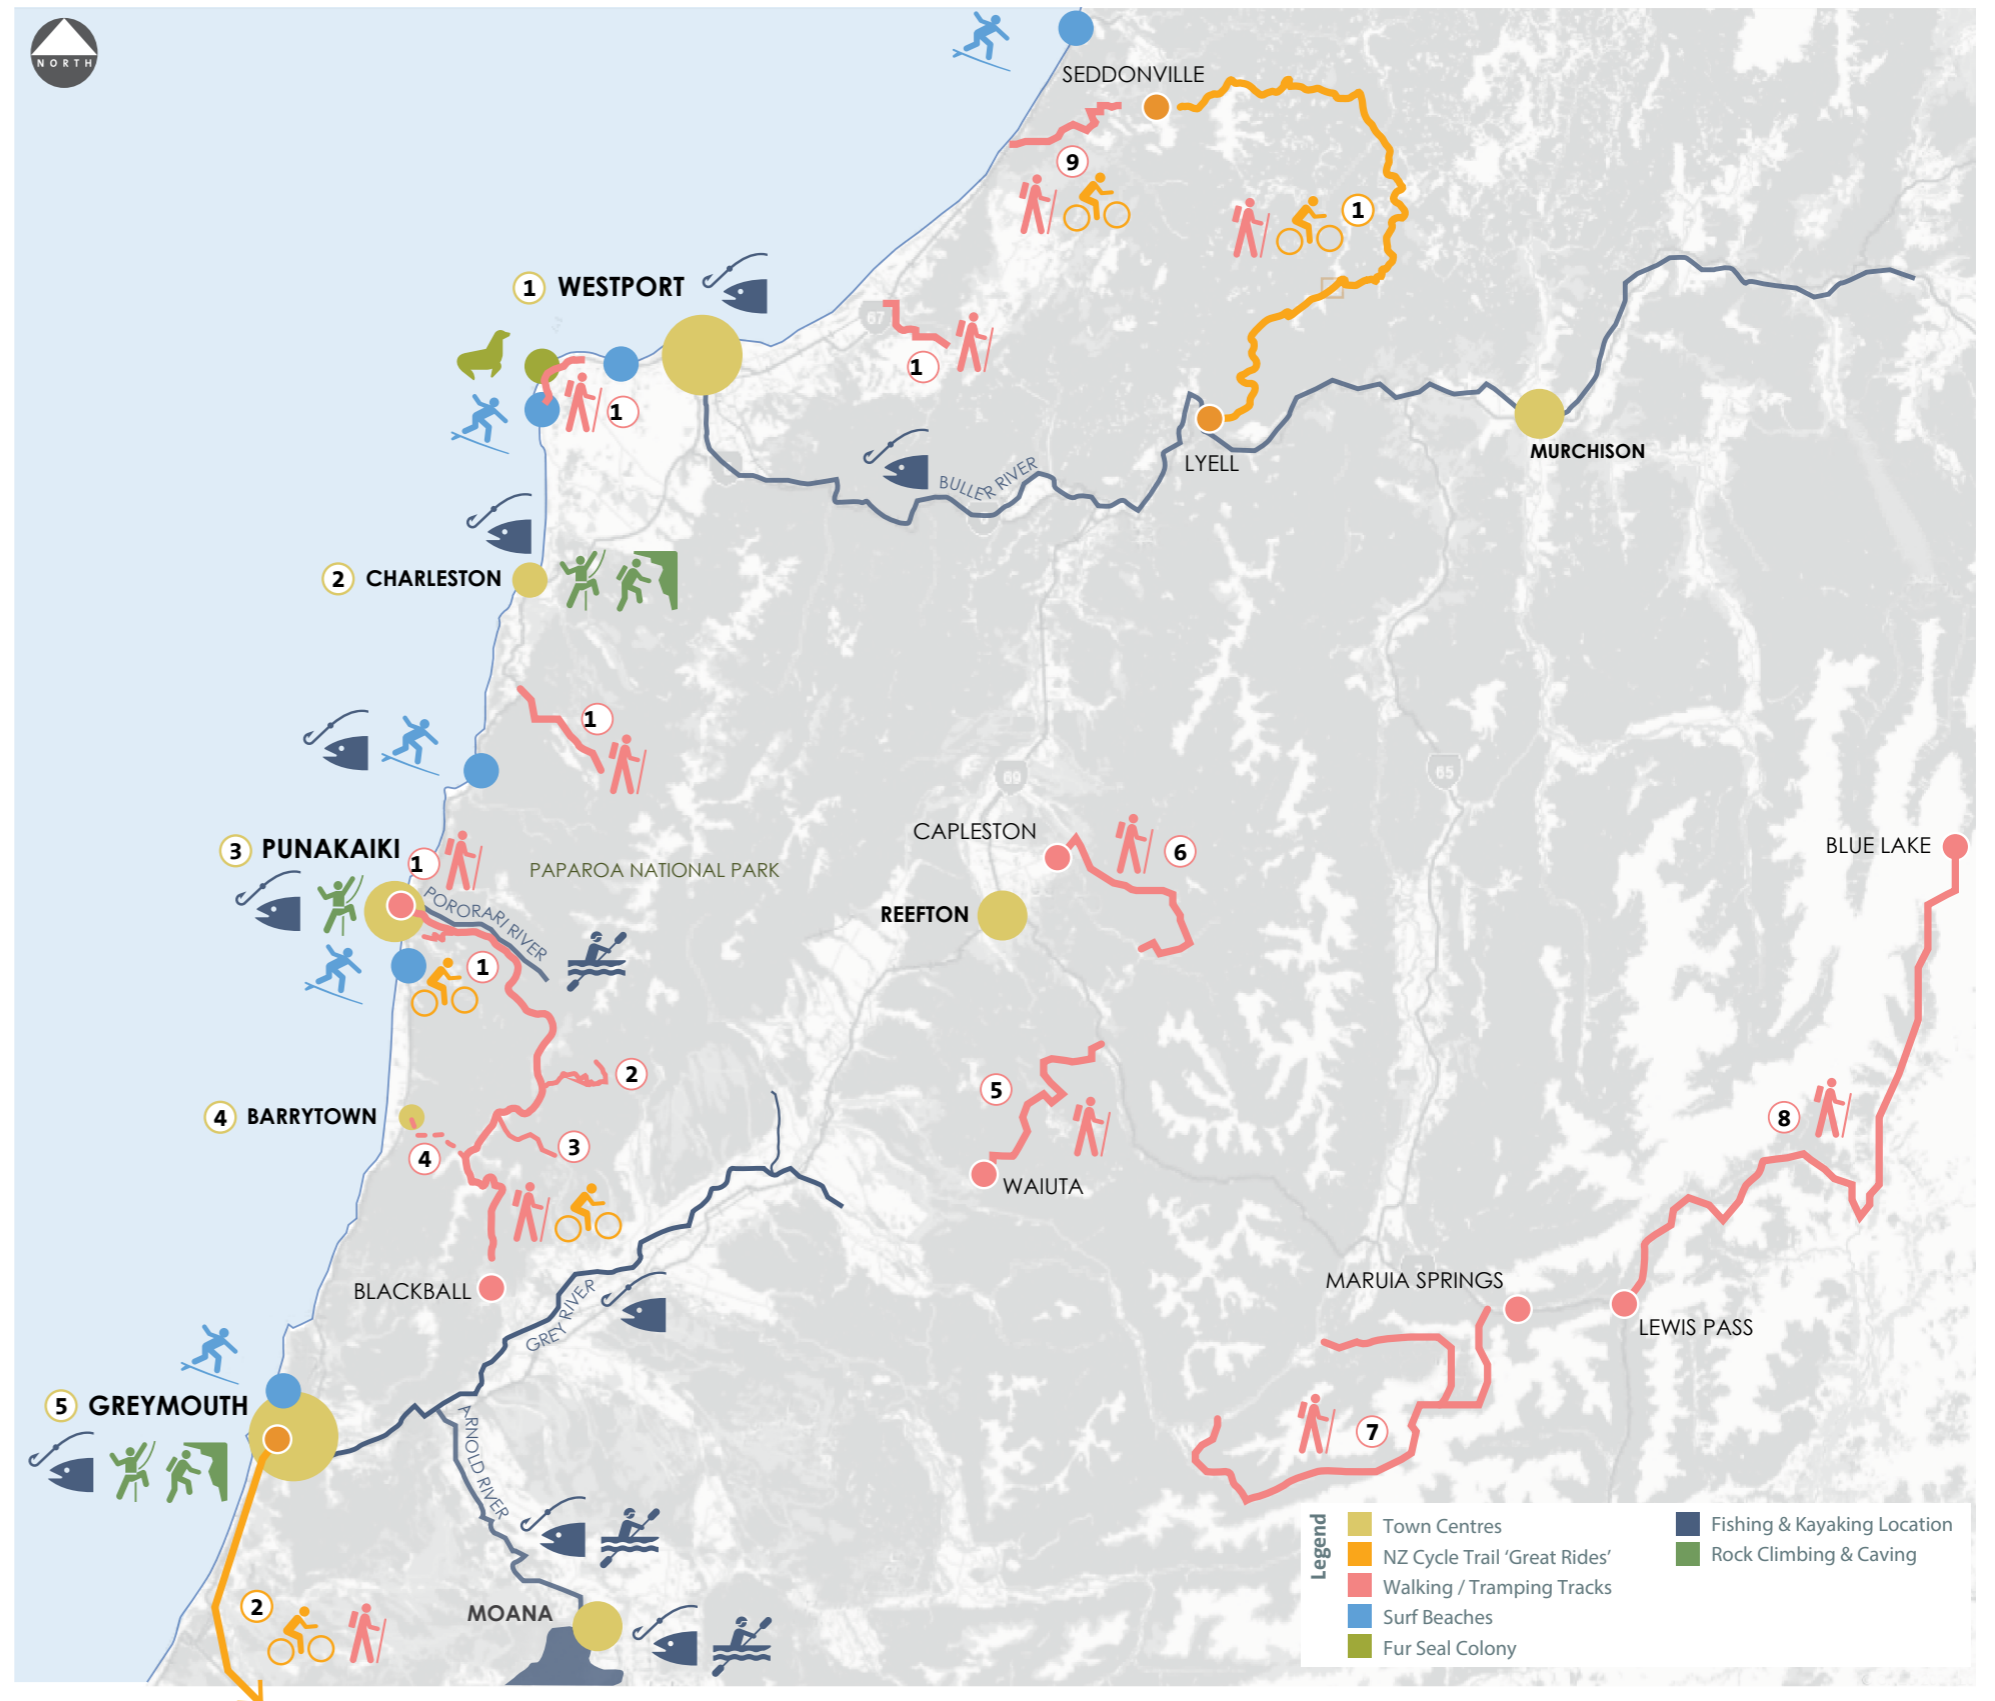 NORTH
SEDDONVILLE
9
1
1 WESTPORT
67
1
1
BULLER RIVER
LYELL
MURCHISON
2 CHARLESTON
1
69
65
3 PUNAKAIKI
1
PORORARI RIVER
PAPAROA NATIONAL PARK
CAPLESTON
6
BLUE LAKE
REEFTON
1
2
5
4 BARRYTOWN
8
4
3
WAIUTA
BLACKBALL
GREY RIVER
MARUIA SPRINGS
LEWIS PASS
5 GREYMOUTH
ARNOLD RIVER
7
2
MOANA
Legend
Town Centres
NZ Cycle Trail ‘Great Rides’
Walking / Tramping Tracks
Surf Beaches
Fur Seal Colony
Fishing & Kayaking Location
Rock Climbing & Caving